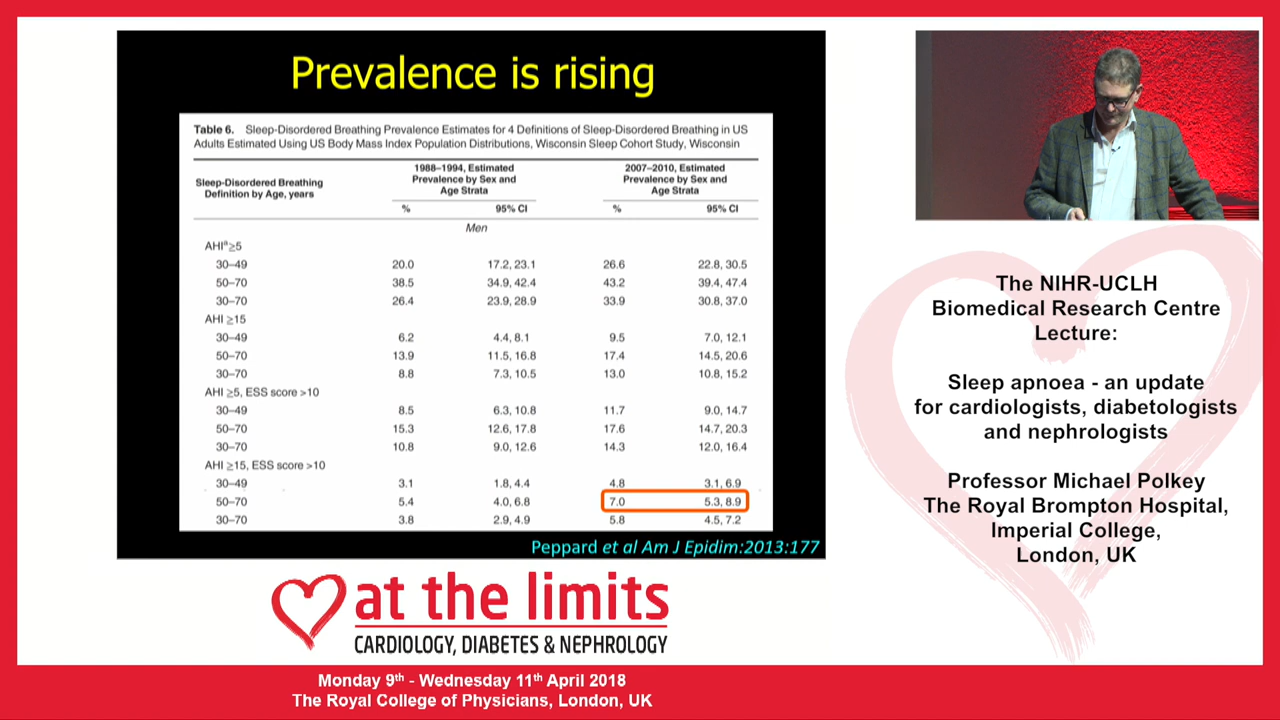 Prevalence is rising
Table 6. Sleep-Disordered Breathing Prevalence Estimates for 4 Definitions of Sleep-Disordered Breathing in US
Adults Estimated Using US Body Mass Index Population Distributions, Wisconsin Sleep Cohort Study, Wisconsin
Sleep-Disordered Breathing
Definition by Age, years
1988–1994, Estimated
Prevalence by Sex and
Age Strata
2007–2010, Estimated
Prevalence by Sex and
Age Strata
% 95% CI % 95% CI
Men
AHIª≥5
30–49 20.0 17.2, 23.1 26.6 22.8, 30.5
50–70 38.5 34.9, 42.4 43.2 39.4, 47.4
30–70 26.4 23.9, 28.9 33.9 30.8, 37.0
AHI ≥15
30–49 6.2 4.4, 8.1 9.5 7.0, 12.1
50–70 13.9 11.5, 16.8 17.4 14.5, 20.6
30–70 8.8 7.3, 10.5 13.0 10.8, 15.2
AHI ≥5, ESS score >10
30–49 8.5 6.3, 10.8 11.7 9.0, 14.7
50–70 15.3 12.6, 17.8 17.6 14.7, 20.3
30–70 10.8 9.0, 12.6 14.3 12.0, 16.4
AHI ≥15, ESS score >10
30–49 3.1 1.8, 4.4 4.8 3.1, 6.9
50–70 5.4 4.0, 6.8 7.0 5.3, 8.9
30–70 3.8 2.9, 4.9 5.8 4.5, 7.2
Peppard et al Am J Epidim:2013:177
at the limits
CARDIOLOGY, DIABETES & NEPHROLOGY
The NIHR-UCLH
Biomedical Research Centre
Lecture:
Sleep apnoea - an update
for cardiologists, diabetologists
and nephrologists
Professor Michael Polkey
The Royal Brompton Hospital,
Imperial College,
London, UK
Monday 9th - Wednesday 11th April 2018
The Royal College of Physicians, London, UK